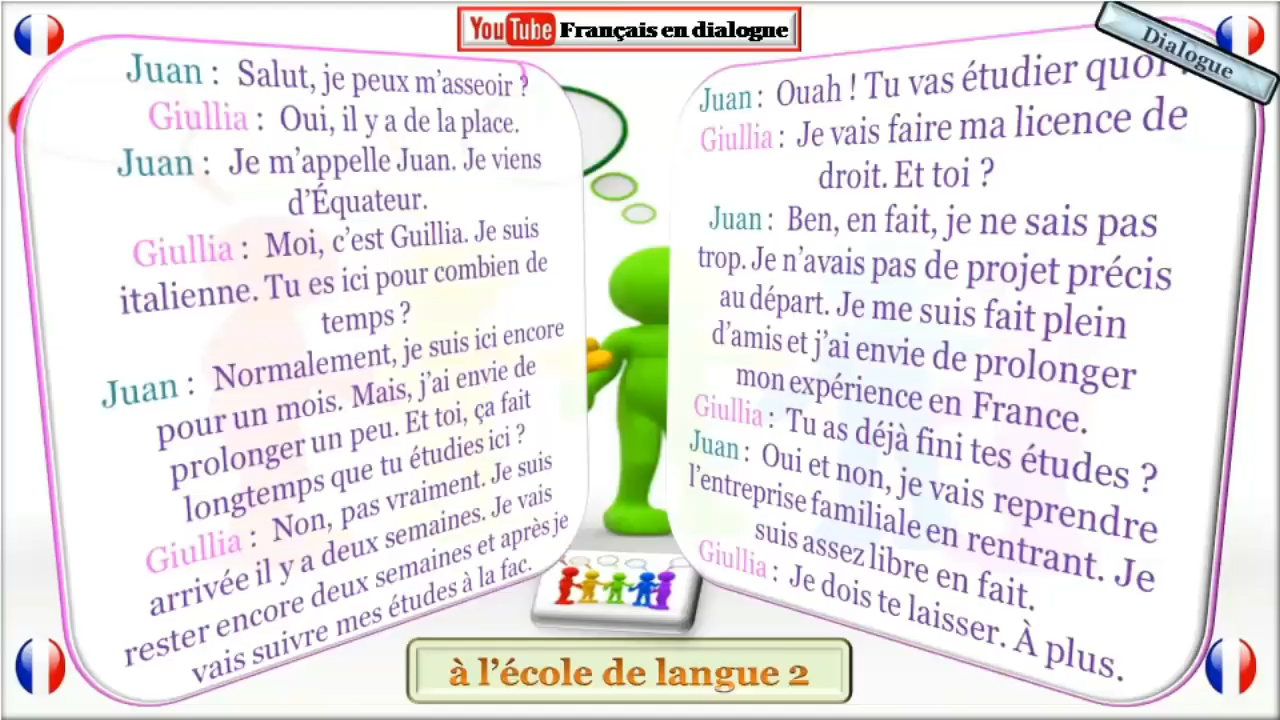 YouTube Français en dialogue
Dialogue
Juan : Salut, je peux m'asseoir ?
Giullia : Oui, il y a de la place.
Juan : Je m'appelle Juan. Je viens
d'Équateur.
Giullia : Moi, c'est Guillia. Je suis
italienne. Tu es ici pour combien de
temps ?
Juan : Normalement, je suis ici encore
pour un mois. Mais, j'ai envie de
prolonger un peu. Et toi, ça fait
longtemps que tu étudies ici ?
Giullia : Non, pas vraiment. Je suis
arrivée il y a deux semaines. Je vais
rester encore deux semaines et après je
vais suivre mes études à la fac.
Juan : Ouah ! Tu vas étudier quoi ?
Giullia : Je vais faire ma licence de
droit. Et toi ?
Juan : Ben, en fait, je ne sais pas
trop. Je n'avais pas de projet précis
au départ. Je me suis fait plein
d'amis et j'ai envie de prolonger
mon expérience en France.
Giullia : Tu as déjà fini tes études ?
Juan : Oui et non, je vais reprendre
l'entreprise familiale en rentrant. Je
suis assez libre en fait.
Giullia : Je dois te laisser. À plus.
à l'école de langue 2